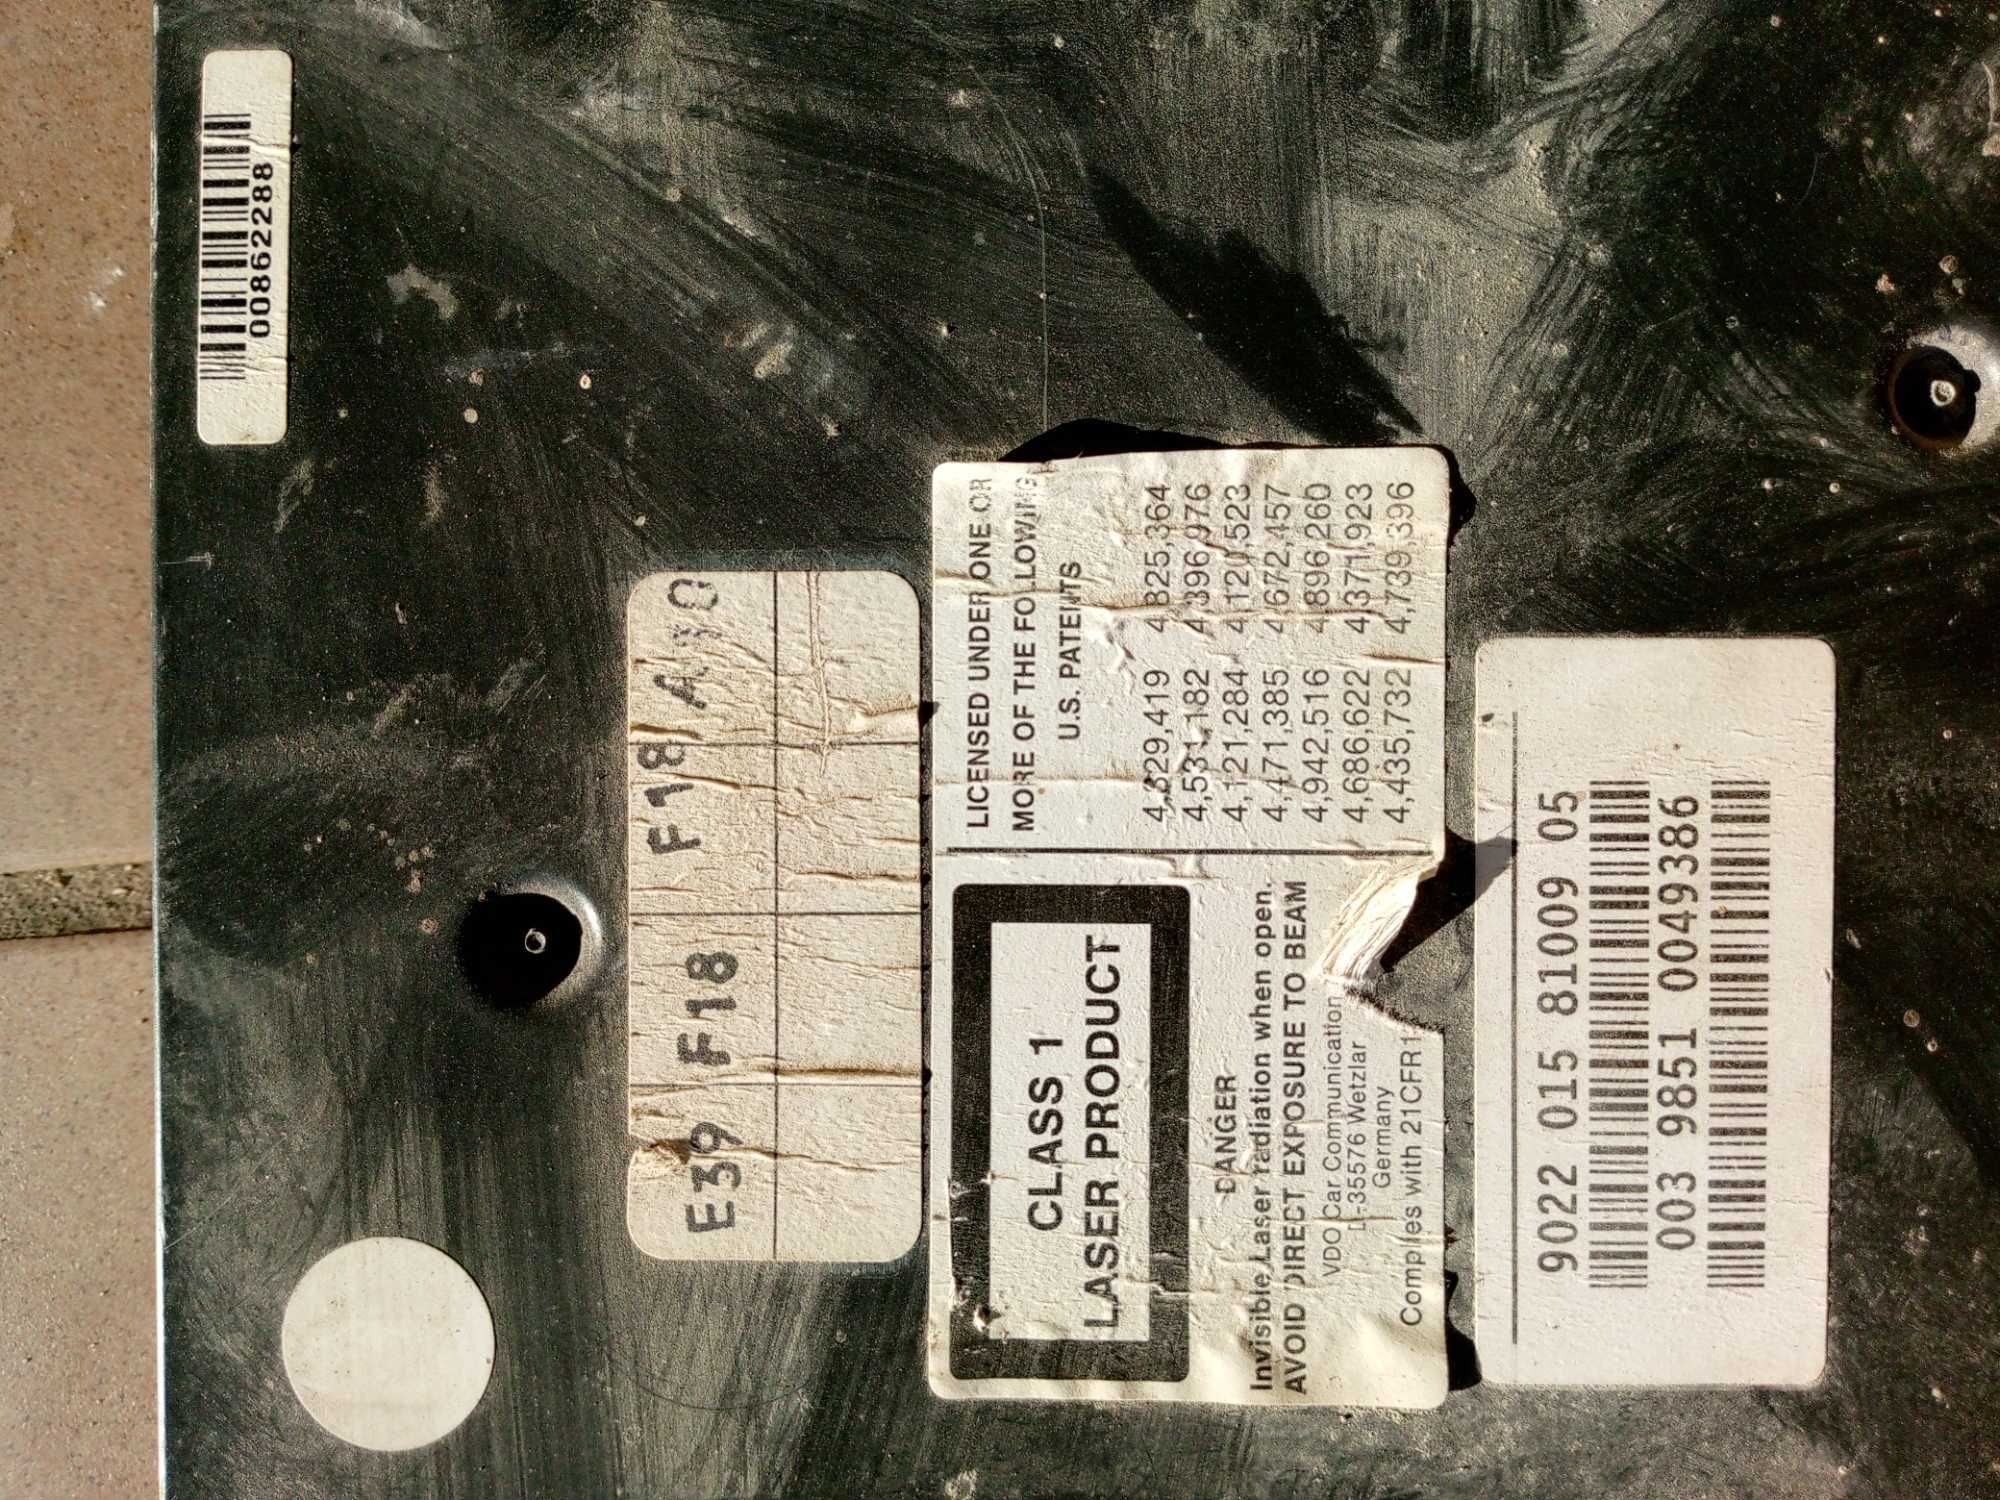 00862288
E39 F18 F18 A
CLASS 1
LASER PRODUCT
DANGER
Invisible Laser radiation when open.
AVOID DIRECT EXPOSURE TO BEAM
VDO Car Communication
D-35576 Wetzlar
Germany
Complies with 21CFR1
LICENSED UNDER ONE OR
MORE OF THE FOLLOWING
U.S. PATENTS
4,329,419 4,825,364
4,531,182 4,396,976
4,121,284 4,120,523
4,471,385 4,672,457
4,942,516 4,896,260
4,686,622 4,371,923
4,435,732 4,739,396
9022 015 81009 05
003 9851 0049386